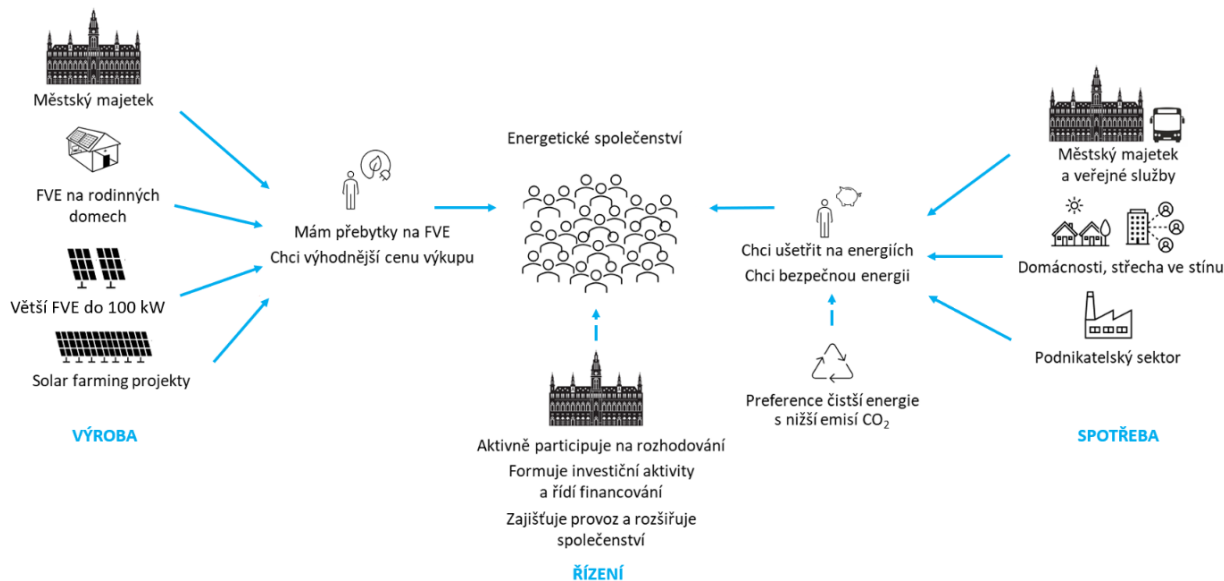 Městský majetek
FVE na rodinných
domech
Větší FVE do 100 kW
Solar farming projekty
VÝROBA
Mám přebytky na FVE
Chci výhodnější cenu výkupu
Energetické společenství
Aktivně participuje na rozhodování
Formuje investiční aktivity
a řídí financování
Zajišťuje provoz a rozšiřuje
společenství
ŘÍZENÍ
Chci ušetřit na energiích
Chci bezpečnou energii
Preference čistší energie
s nižší emisí CO₂
Městský majetek
a veřejné služby
Domácnosti, střecha ve stínu
Podnikatelský sektor
SPOTŘEBA